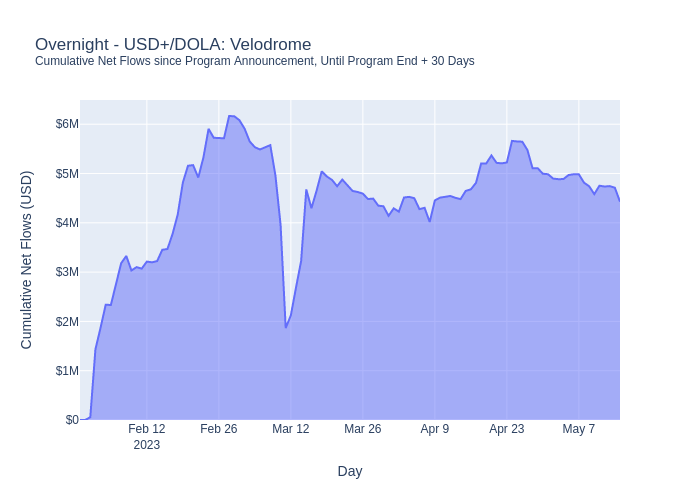 Overnight - USD+/DOLA: Velodrome
Cumulative Net Flows since Program Announcement, Until Program End + 30 Days
Cumulative Net Flows (USD)
$6M
$5M
$4M
$3M
$2M
$1M
$0
Feb 12
2023
Feb 26
Mar 12
Mar 26
Apr 9
Apr 23
May 7
Day